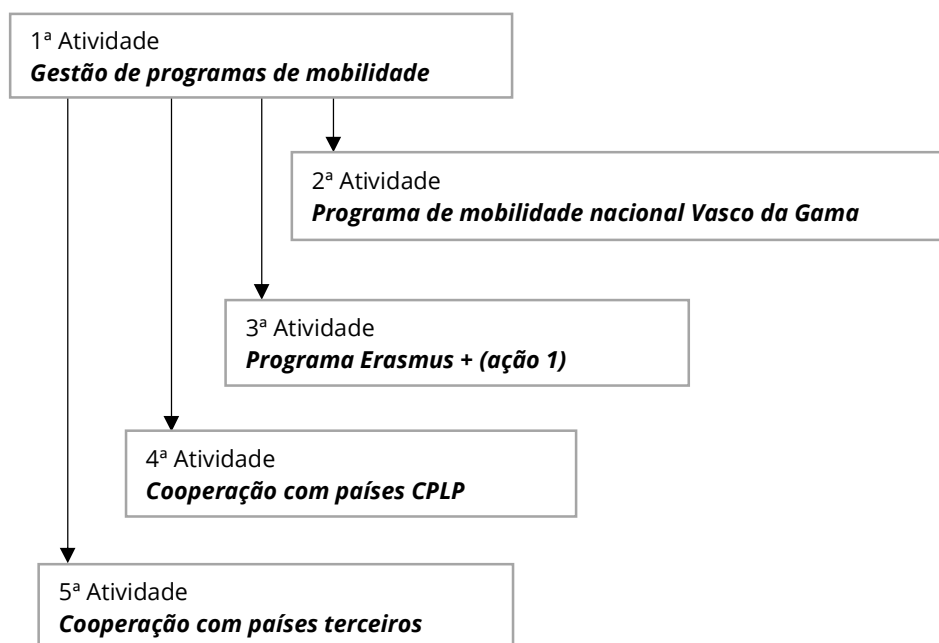 1ª Atividade
Gestão de programas de mobilidade
2ª Atividade
Programa de mobilidade nacional Vasco da Gama
3ª Atividade
Programa Erasmus + (ação 1)
4ª Atividade
Cooperação com países CPLP
5ª Atividade
Cooperação com países terceiros